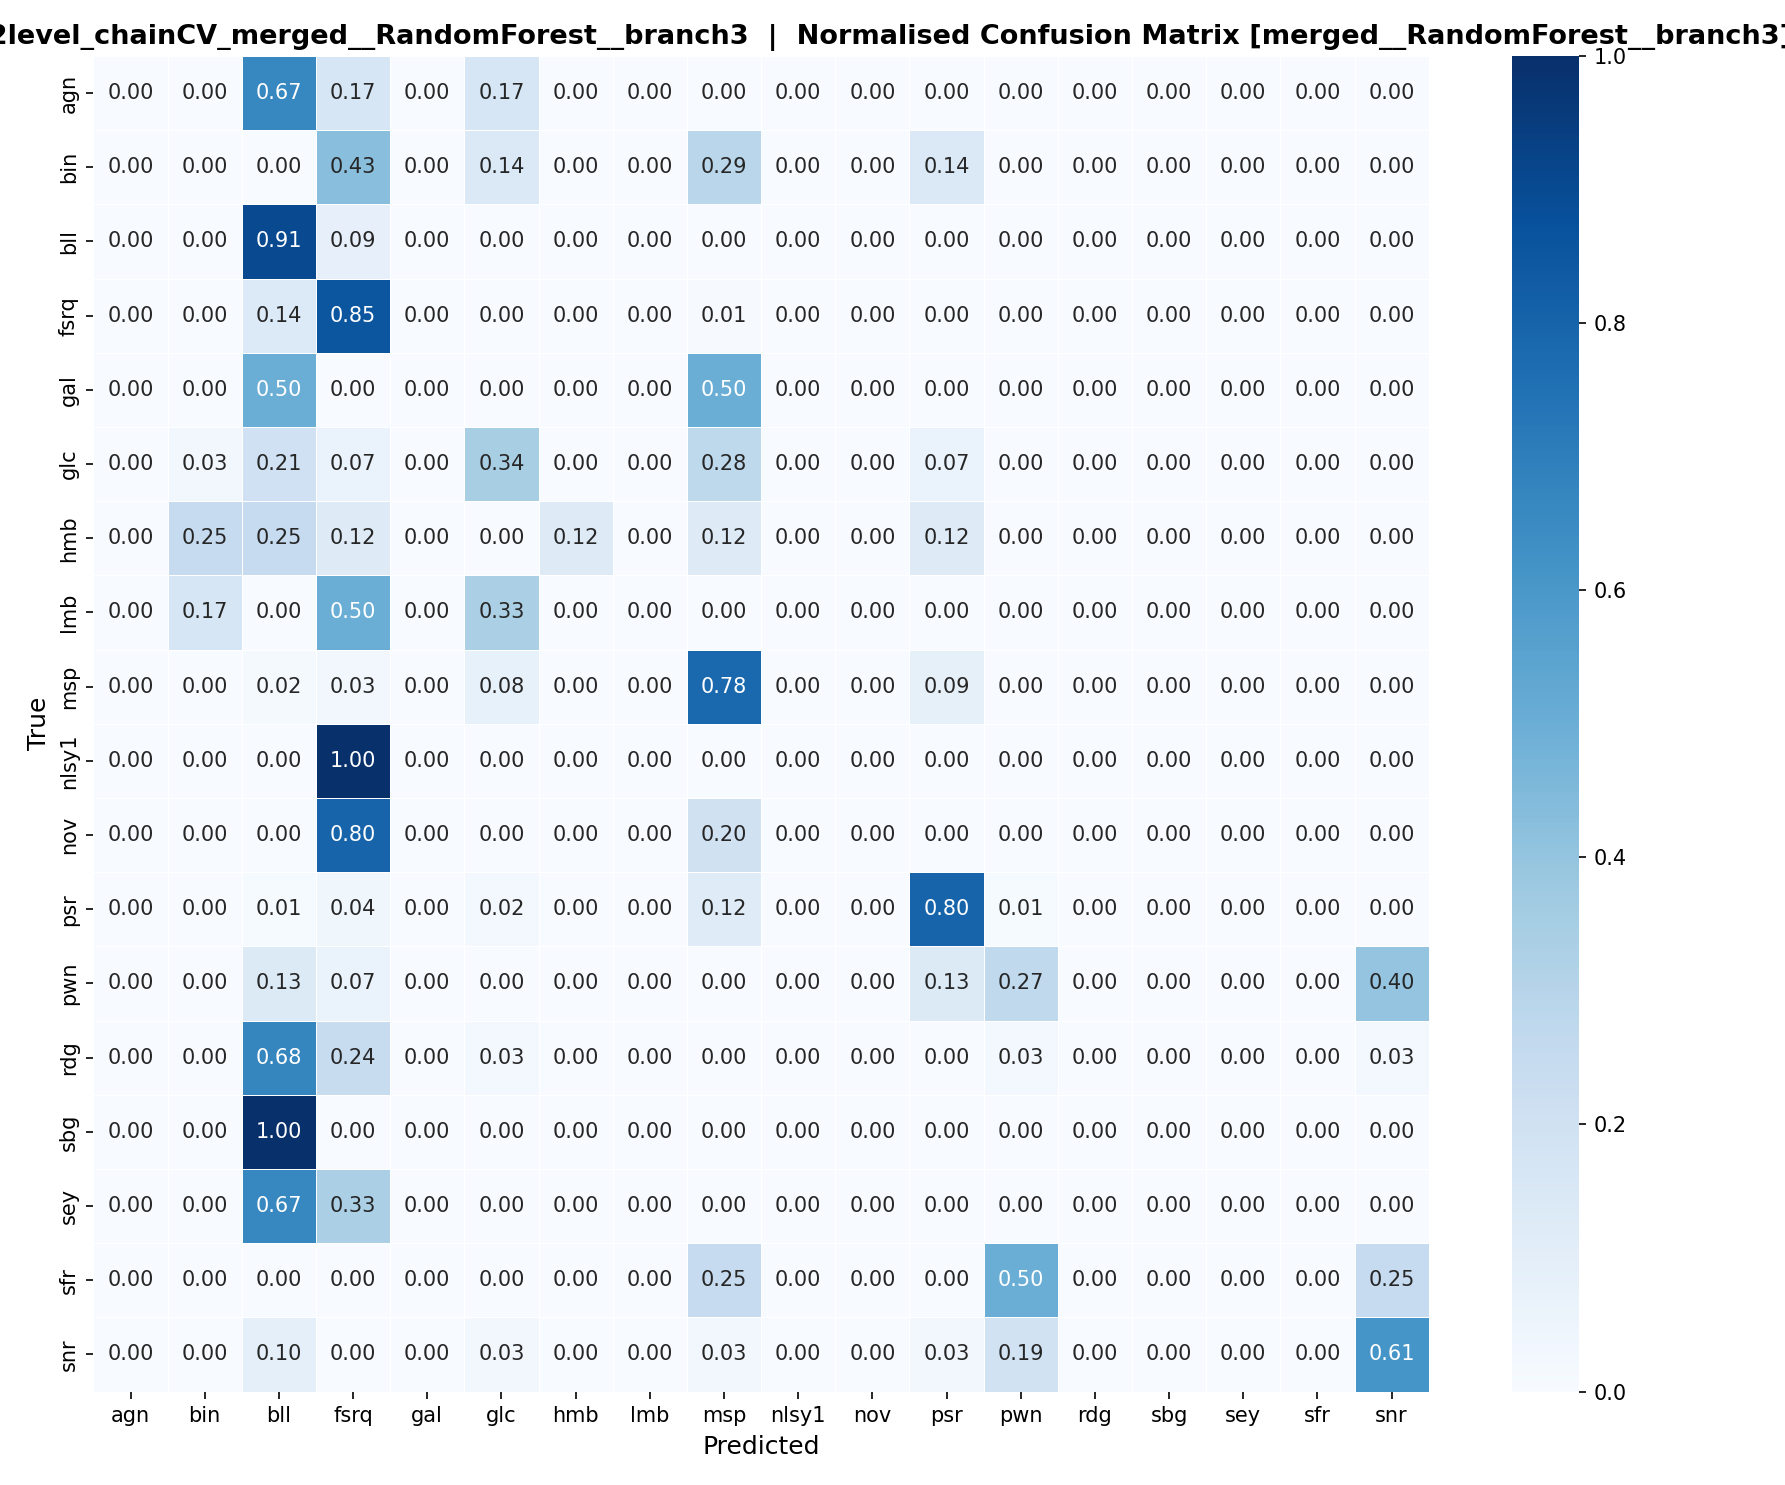 2level_chainCV_merged__RandomForest__branch3 | Normalised Confusion Matrix [merged__RandomForest__branch3]
agn 0.00 0.00 0.67 0.17 0.00 0.17 0.00 0.00 0.00 0.00 0.00 0.00 0.00 0.00 0.00 0.00 0.00 0.00
bin 0.00 0.00 0.00 0.43 0.00 0.14 0.00 0.00 0.29 0.00 0.00 0.14 0.00 0.00 0.00 0.00 0.00 0.00
bll 0.00 0.00 0.91 0.09 0.00 0.00 0.00 0.00 0.00 0.00 0.00 0.00 0.00 0.00 0.00 0.00 0.00 0.00
fsrq 0.00 0.00 0.14 0.85 0.00 0.00 0.00 0.00 0.01 0.00 0.00 0.00 0.00 0.00 0.00 0.00 0.00 0.00
gal 0.00 0.00 0.50 0.00 0.00 0.00 0.00 0.00 0.50 0.00 0.00 0.00 0.00 0.00 0.00 0.00 0.00 0.00
glc 0.00 0.03 0.21 0.07 0.00 0.34 0.00 0.00 0.28 0.00 0.00 0.07 0.00 0.00 0.00 0.00 0.00 0.00
hmb 0.00 0.25 0.25 0.12 0.00 0.00 0.12 0.00 0.12 0.00 0.00 0.12 0.00 0.00 0.00 0.00 0.00 0.00
lmb 0.00 0.17 0.00 0.50 0.00 0.33 0.00 0.00 0.00 0.00 0.00 0.00 0.00 0.00 0.00 0.00 0.00 0.00
msp 0.00 0.00 0.02 0.03 0.00 0.08 0.00 0.00 0.78 0.00 0.00 0.09 0.00 0.00 0.00 0.00 0.00 0.00
nlsy1 0.00 0.00 0.00 1.00 0.00 0.00 0.00 0.00 0.00 0.00 0.00 0.00 0.00 0.00 0.00 0.00 0.00 0.00
nov 0.00 0.00 0.00 0.80 0.00 0.00 0.00 0.00 0.20 0.00 0.00 0.00 0.00 0.00 0.00 0.00 0.00 0.00
psr 0.00 0.00 0.01 0.04 0.00 0.02 0.00 0.00 0.12 0.00 0.00 0.80 0.01 0.00 0.00 0.00 0.00 0.00
pwn 0.00 0.00 0.13 0.07 0.00 0.00 0.00 0.00 0.00 0.00 0.00 0.13 0.27 0.00 0.00 0.00 0.00 0.40
rdg 0.00 0.00 0.68 0.24 0.00 0.03 0.00 0.00 0.00 0.00 0.00 0.00 0.03 0.00 0.00 0.00 0.00 0.03
sbg 0.00 0.00 1.00 0.00 0.00 0.00 0.00 0.00 0.00 0.00 0.00 0.00 0.00 0.00 0.00 0.00 0.00 0.00
sey 0.00 0.00 0.67 0.33 0.00 0.00 0.00 0.00 0.00 0.00 0.00 0.00 0.00 0.00 0.00 0.00 0.00 0.00
sfr 0.00 0.00 0.00 0.00 0.00 0.00 0.00 0.00 0.25 0.00 0.00 0.00 0.50 0.00 0.00 0.00 0.00 0.25
snr 0.00 0.00 0.10 0.00 0.00 0.03 0.00 0.00 0.03 0.00 0.00 0.03 0.19 0.00 0.00 0.00 0.00 0.61
agn bin bll fsrq gal glc hmb lmb msp nlsy1 nov psr pwn rdg sbg sey sfr snr
Predicted
True
1.0
0.8
0.6
0.4
0.2
0.0